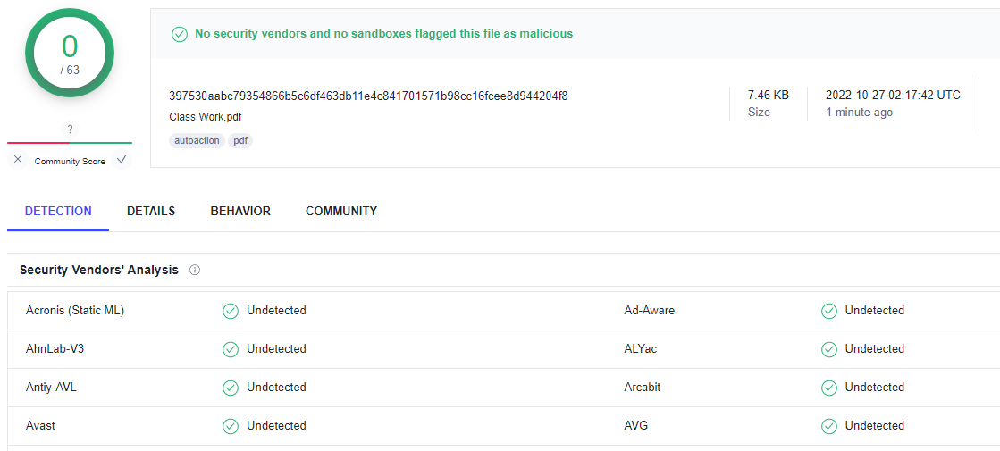 0
/ 63
?
Community Score
No security vendors and no sandboxes flagged this file as malicious
397530aabc79354866b5c6df463db11e4c841701571b98cc16fcee8d944204f8
Class Work.pdf
autoaction pdf
7.46 KB
Size
2022-10-27 02:17:42 UTC
1 minute ago
DETECTION DETAILS BEHAVIOR COMMUNITY
Security Vendors' Analysis
Acronis (Static ML) Undetected Ad-Aware Undetected
AhnLab-V3 Undetected ALYac Undetected
Antiy-AVL Undetected Arcabit Undetected
Avast Undetected AVG Undetected